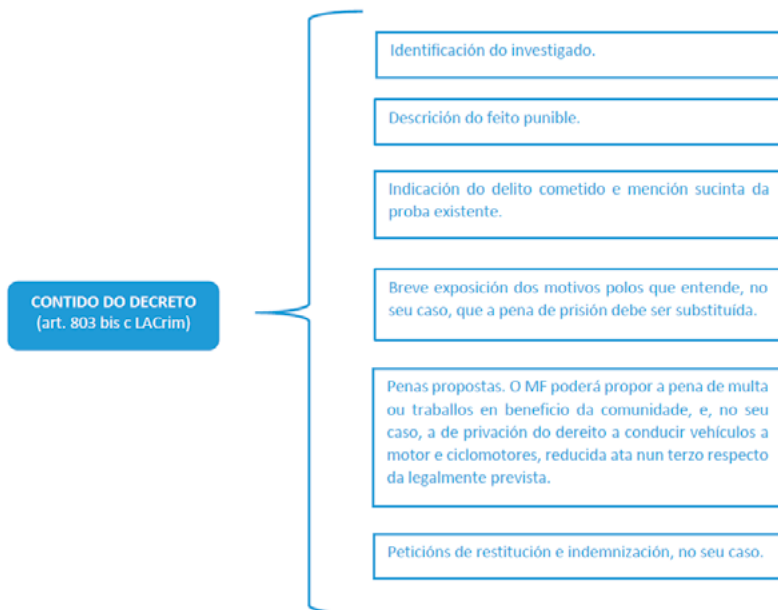 CONTIDO DO DECRETO
(art. 803 bis c LACrim)
Identificación do investigado.
Descrición do feito punible.
Indicación do delito cometido e mención sucinta da
proba existente.
Breve exposición dos motivos polos que entende, no
seu caso, que a pena de prisión debe ser substituída.
Penas propostas. O MF poderá propor a pena de multa
ou traballos en beneficio da comunidade, e, no seu
caso, a de privación do dereito a conducir vehículos a
motor e ciclomotores, reducida ata nun terzo respecto
da legalmente prevista.
Peticións de restitución e indemnización, no seu caso.